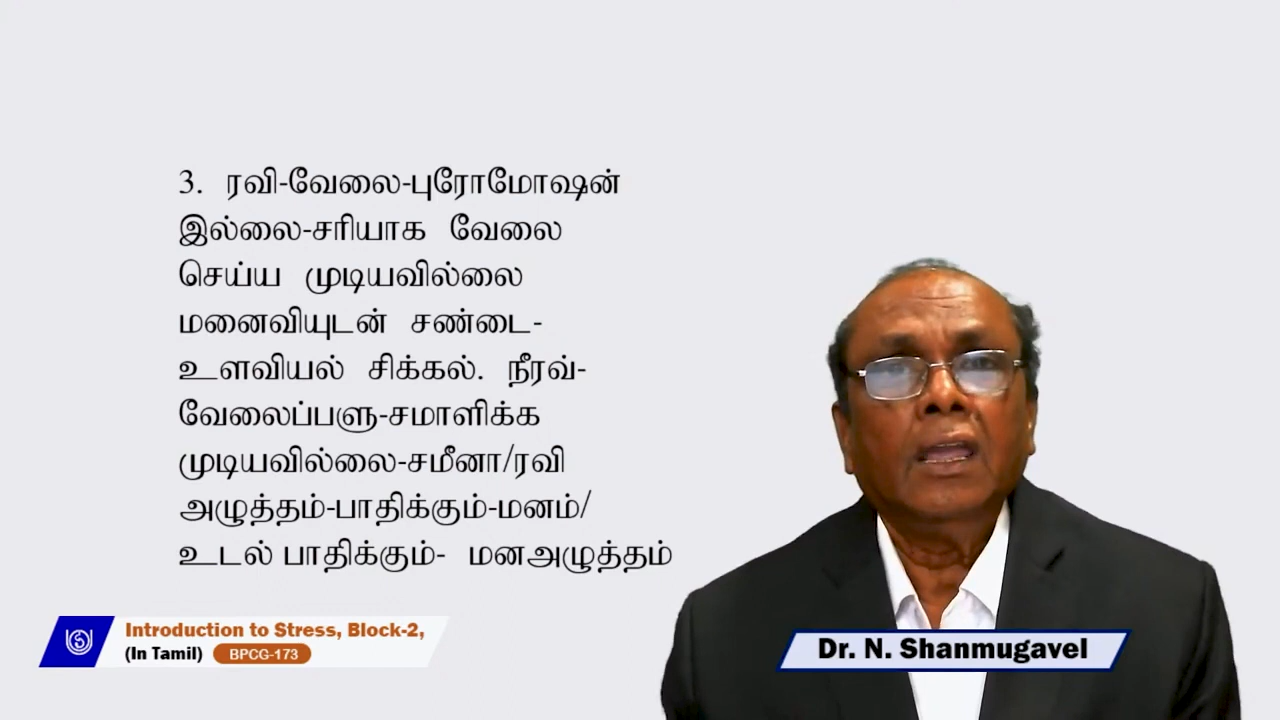 3. ரவி-வேலை-புரோமோஷன்
இல்லை-சரியாக வேலை
செய்ய முடியவில்லை
மனைவியுடன் சண்டை-
உளவியல் சிக்கல். நீரவ்-
வேலைப்பளு-சமாளிக்க
முடியவில்லை-சமீனா/ரவி
அழுத்தம்-பாதிக்கும்-மனம்/
உடல் பாதிக்கும்- மனஅழுத்தம்
Introduction to Stress, Block-2,
(In Tamil) BPCG-173
Dr. N. Shanmugavel